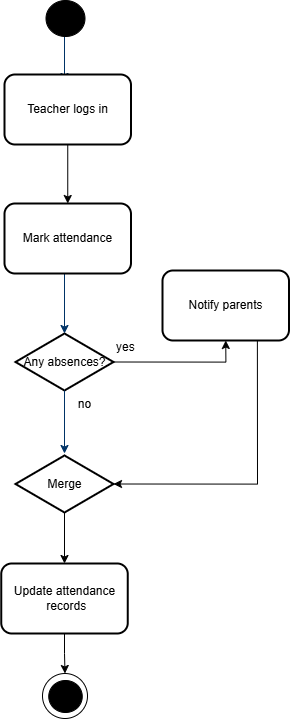 Teacher logs in
Mark attendance
Notify parents
yes
Any absences?
no
Merge
Update attendance
records